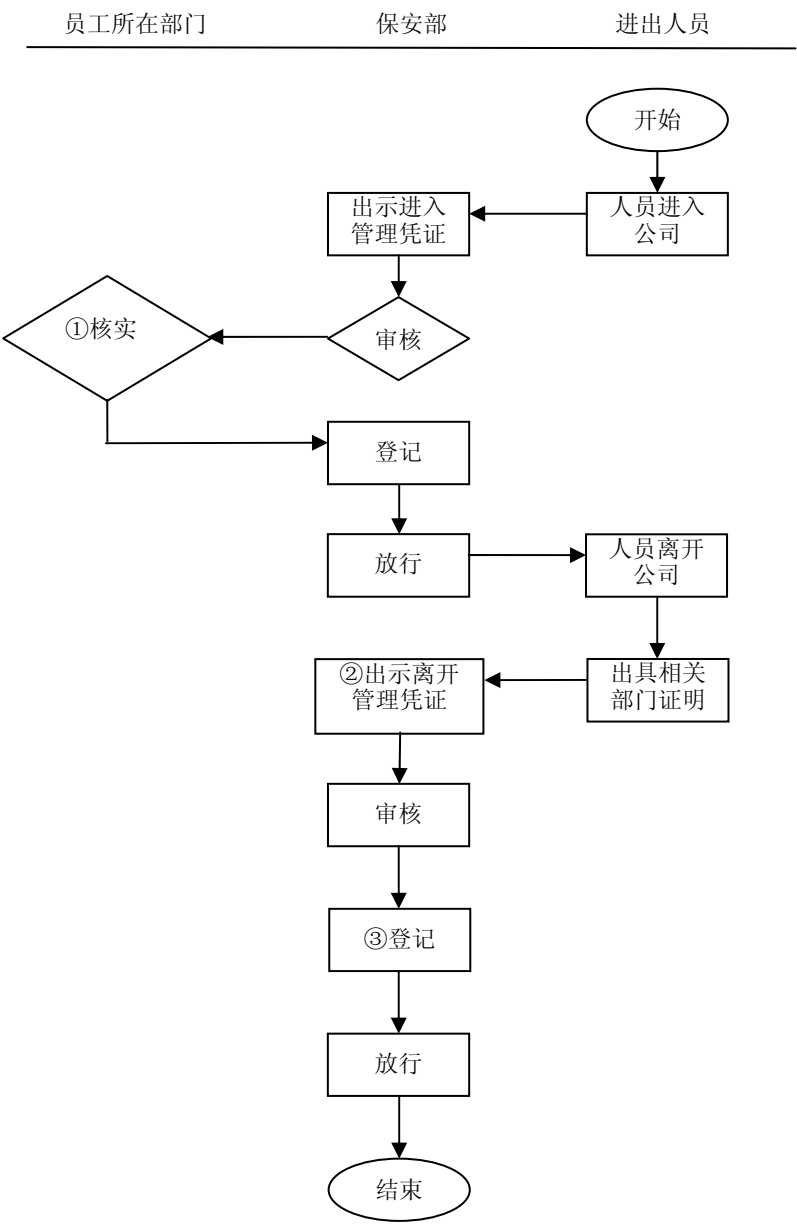 员工所在部门
保安部
进出人员
开始
出示进入
管理凭证
人员进入
公司
①核实
审核
登记
放行
人员离开
公司
②出示离开
管理凭证
出具相关
部门证明
审核
③登记
放行
结束